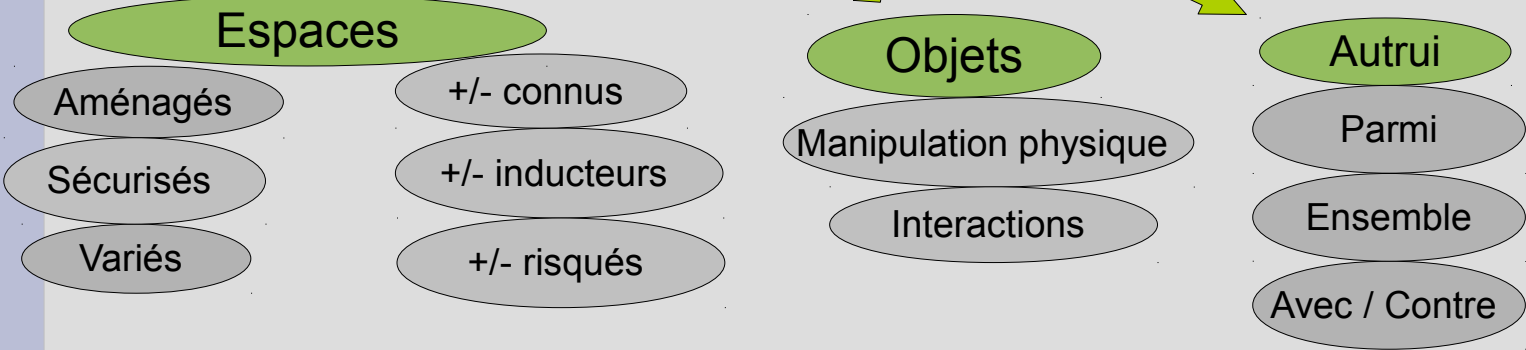 Espaces
Aménagés
Sécurisés
Variés
+/- connus
+/- inducteurs
+/- risqués
Objets
Manipulation physique
Interactions
Autrui
Parmi
Ensemble
Avec / Contre